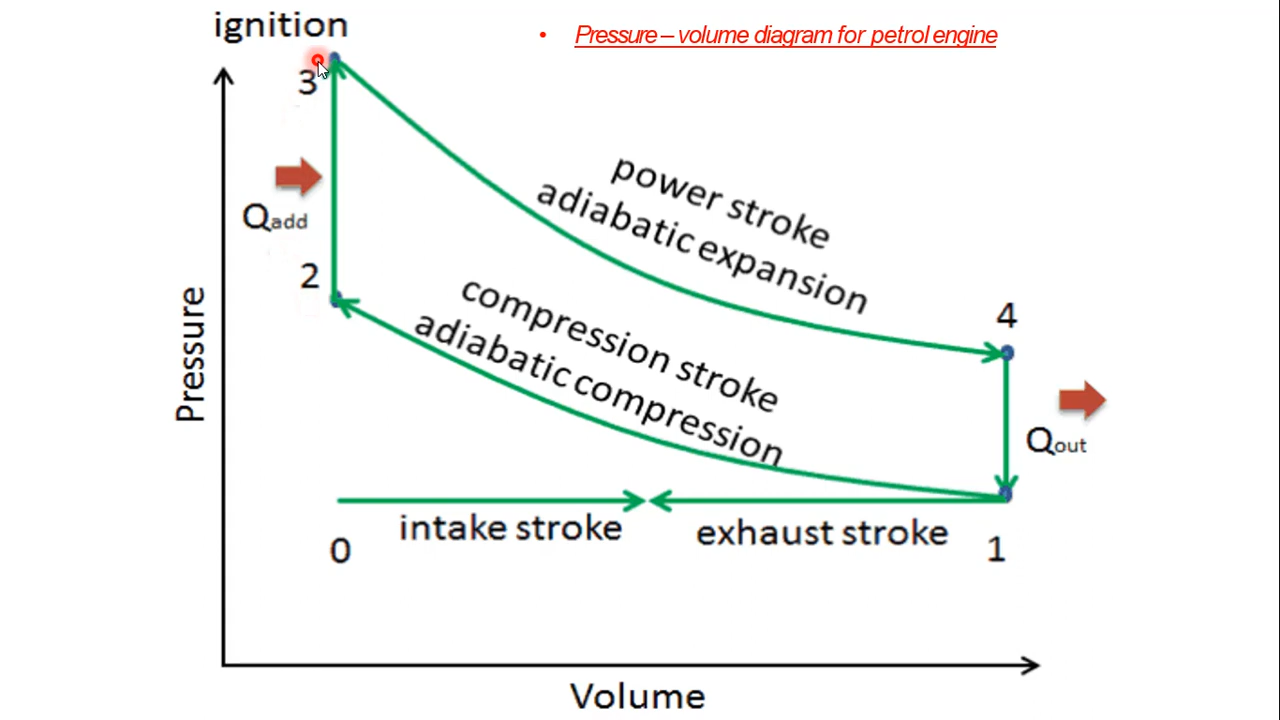 ignition
• Pressure – volume diagram for petrol engine
3
power stroke
adiabatic expansion
Qadd
2
compression stroke
adiabatic compression
4
Pressure
Qout
intake stroke
exhaust stroke
0
1
Volume